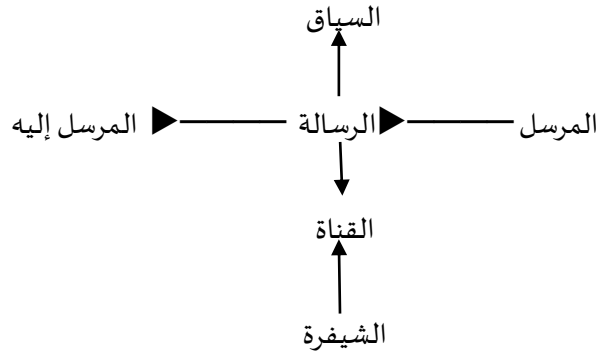 السياق
المرسل الرسالة المرسل إليه
القناة
الشيفرة